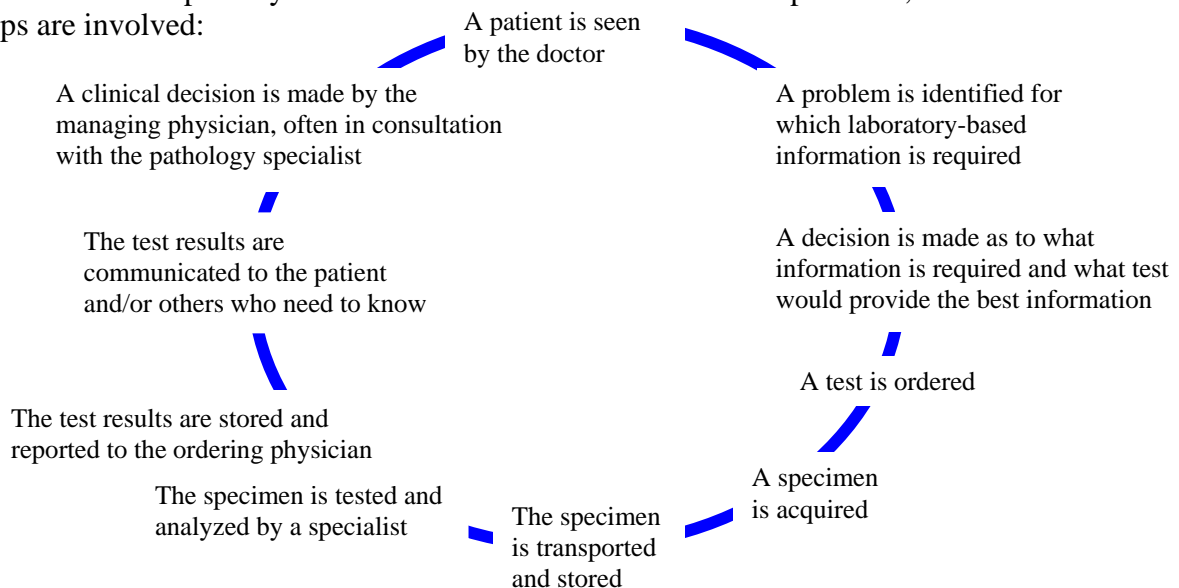 ps are involved:
A patient is seen
by the doctor
A problem is identified for
which laboratory-based
information is required
A decision is made as to what
information is required and what test
would provide the best information
A test is ordered
A specimen
is acquired
The specimen
is transported
and stored
The specimen is tested and
analyzed by a specialist
The test results are stored and
reported to the ordering physician
The test results are
communicated to the patient
and/or others who need to know
A clinical decision is made by the
managing physician, often in consultation
with the pathology specialist